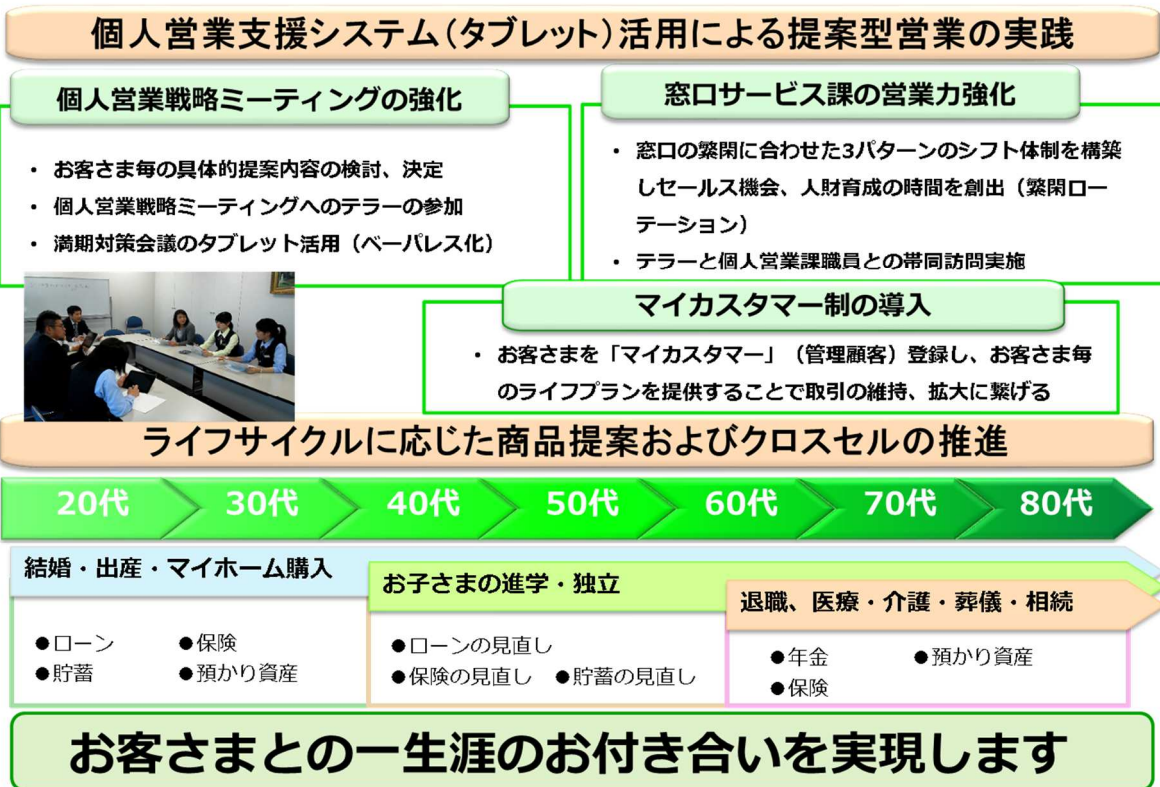 個人営業支援システム(タブレット)活用による提案型営業の実践
個人営業戦略ミーティングの強化
・ お客さま毎の具体的提案内容の検討、決定
・ 個人営業戦略ミーティングへのテラーの参加
・ 満期対策会議のタブレット活用(ペーパレス化)
窓口サービス課の営業力強化
・ 窓口の繁閑に合わせた3パターンのシフト体制を構築
しセールス機会、人財育成の時間を創出(繁閑ロー
テーション)
・ テラーと個人営業課職員との帯同訪問実施
マイカスタマー制の導入
・ お客さまを「マイカスタマー」(管理顧客)登録し、お客さま毎
のライフプランを提供することで取引の維持、拡大に繋げる
ライフサイクルに応じた商品提案およびクロスセルの推進
20代 30代 40代 50代 60代 70代 80代
結婚・出産・マイホーム購入
●ローン ●保険
●貯蓄 ●預かり資産
お子さまの進学・独立
●ローンの見直し
●保険の見直し ●貯蓄の見直し
退職、医療・介護・葬儀・相続
●年金 ●預かり資産
●保険
お客さまとの一生涯のお付き合いを実現します